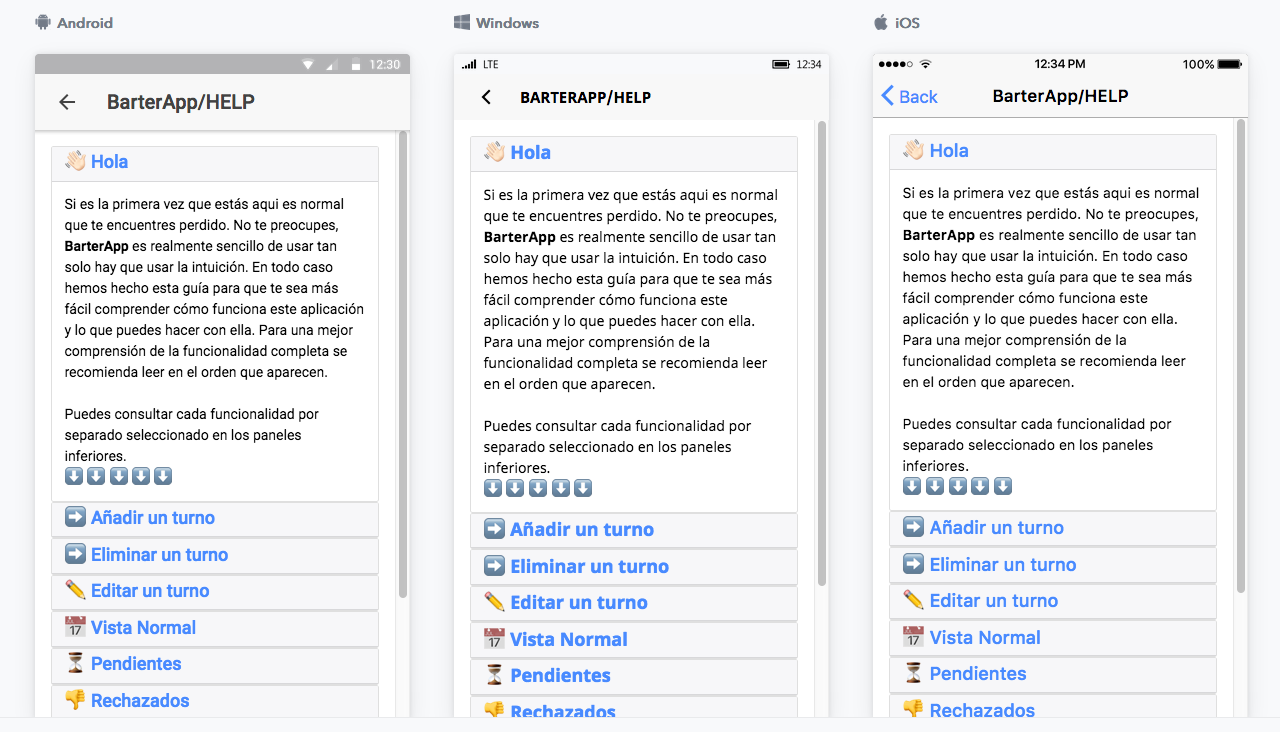 Android
12:30
BarterApp/HELP
👋🏻 Hola
Si es la primera vez que estás aqui es normal
que te encuentres perdido. No te preocupes,
BarterApp es realmente sencillo de usar tan
solo hay que usar la intuición. En todo caso
hemos hecho esta guía para que te sea más
fácil comprender cómo funciona este aplicación
y lo que puedes hacer con ella. Para una mejor
comprensión de la funcionalidad completa se
recomienda leer en el orden que aparecen.
Puedes consultar cada funcionalidad por
separado seleccionado en los paneles
inferiores.
⬇️ ⬇️ ⬇️ ⬇️ ⬇️
➡️ Añadir un turno
➡️ Eliminar un turno
✏️ Editar un turno
📅 Vista Normal
⏳ Pendientes
👎 Rechazados
Windows
LTE 12:34
BARTERAPP/HELP
👋🏻 Hola
Si es la primera vez que estás aqui es normal
que te encuentres perdido. No te preocupes,
BarterApp es realmente sencillo de usar tan
solo hay que usar la intuición. En todo caso
hemos hecho esta guía para que te sea más
fácil comprender cómo funciona este
aplicación y lo que puedes hacer con ella.
Para una mejor comprensión de la
funcionalidad completa se recomienda leer
en el orden que aparecen.
Puedes consultar cada funcionalidad por
separado seleccionado en los paneles
inferiores.
⬇️ ⬇️ ⬇️ ⬇️ ⬇️
➡️ Añadir un turno
➡️ Eliminar un turno
✏️ Editar un turno
📅 Vista Normal
⏳ Pendientes
👎 Rechazados
iOS
12:34 PM 100%
Back BarterApp/HELP
👋🏻 Hola
Si es la primera vez que estás aqui es normal
que te encuentres perdido. No te preocupes,
BarterApp es realmente sencillo de usar tan
solo hay que usar la intuición. En todo caso
hemos hecho esta guía para que te sea más
fácil comprender cómo funciona este
aplicación y lo que puedes hacer con ella.
Para una mejor comprensión de la
funcionalidad completa se recomienda leer
en el orden que aparecen.
Puedes consultar cada funcionalidad por
separado seleccionado en los paneles
inferiores.
⬇️ ⬇️ ⬇️ ⬇️ ⬇️
➡️ Añadir un turno
➡️ Eliminar un turno
✏️ Editar un turno
📅 Vista Normal
⏳ Pendientes
👎 Rechazados